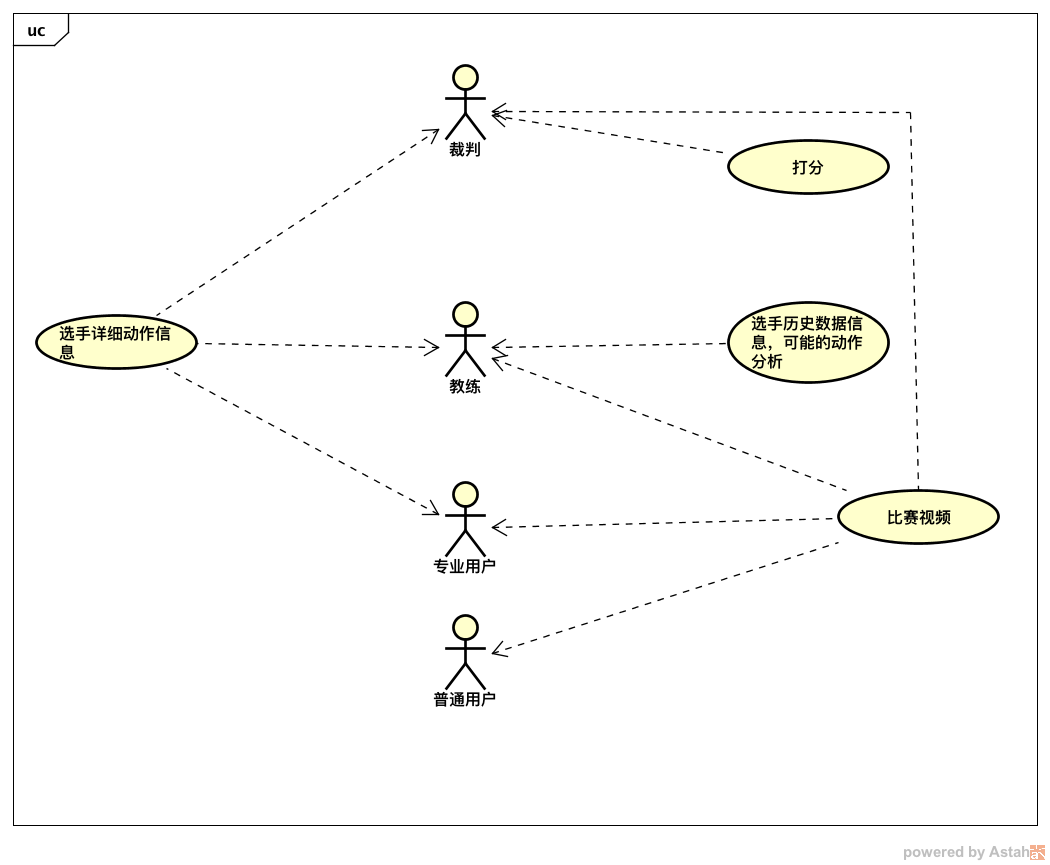 uc
裁判
打分
选手详细动作信
息
选手历史数据信
息，可能的动作
分析
教练
比赛视频
专业用户
普通用户
powered by Astah